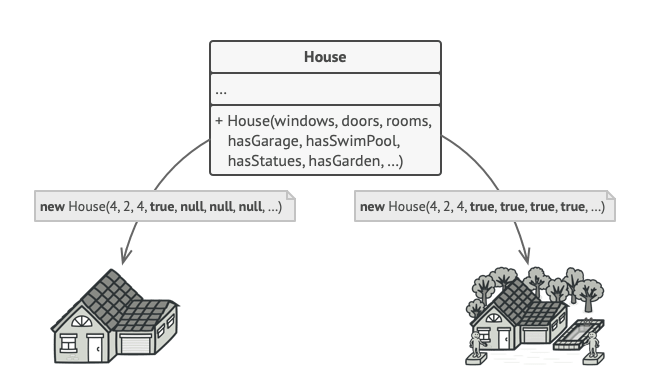 House
...
+ House(windows, doors, rooms,
hasGarage, hasSwimPool,
hasStatues, hasGarden, ...)
new House(4, 2, 4, true, null, null, null, ...)
new House(4, 2, 4, true, true, true, true, ...)